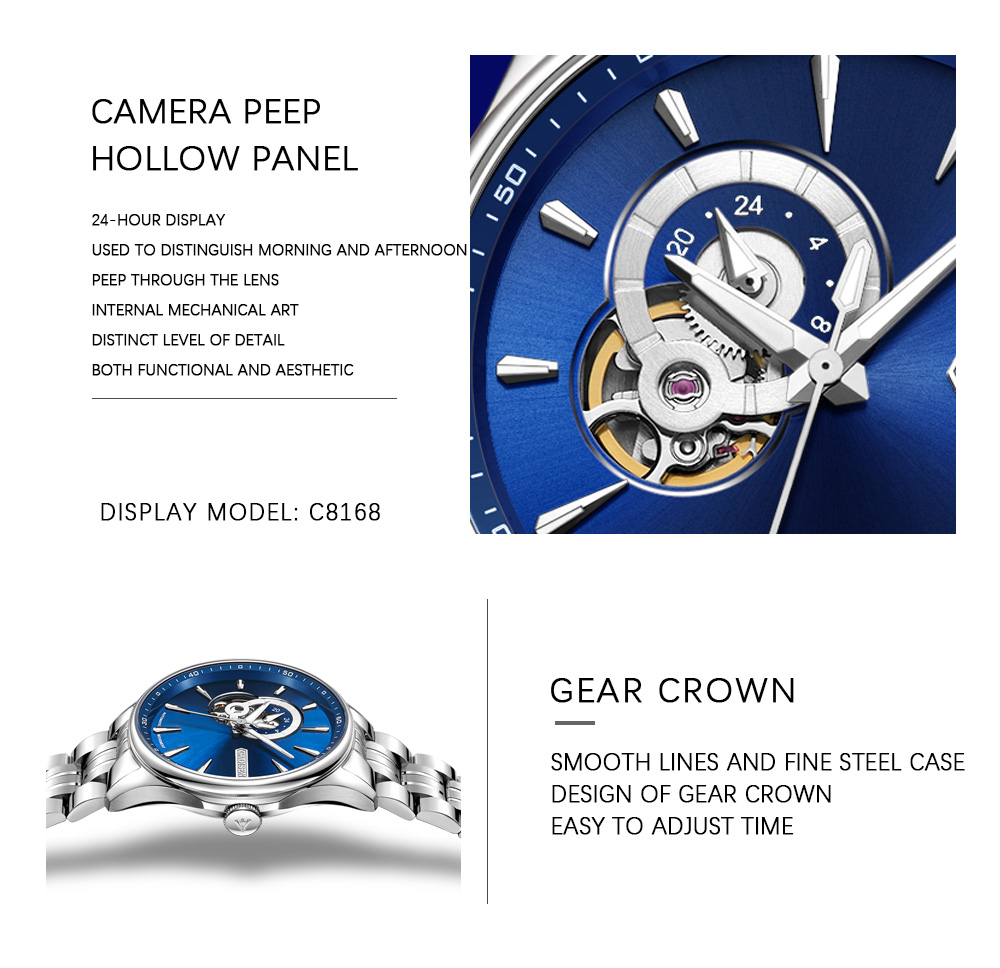 CAMERA PEEP
HOLLOW PANEL
24-HOUR DISPLAY
USED TO DISTINGUISH MORNING AND AFTERNOON
PEEP THROUGH THE LENS
INTERNAL MECHANICAL ART
DISTINCT LEVEL OF DETAIL
BOTH FUNCTIONAL AND AESTHETIC
DISPLAY MODEL: C8168
50
24
20
4
8
GEAR CROWN
SMOOTH LINES AND FINE STEEL CASE
DESIGN OF GEAR CROWN
EASY TO ADJUST TIME